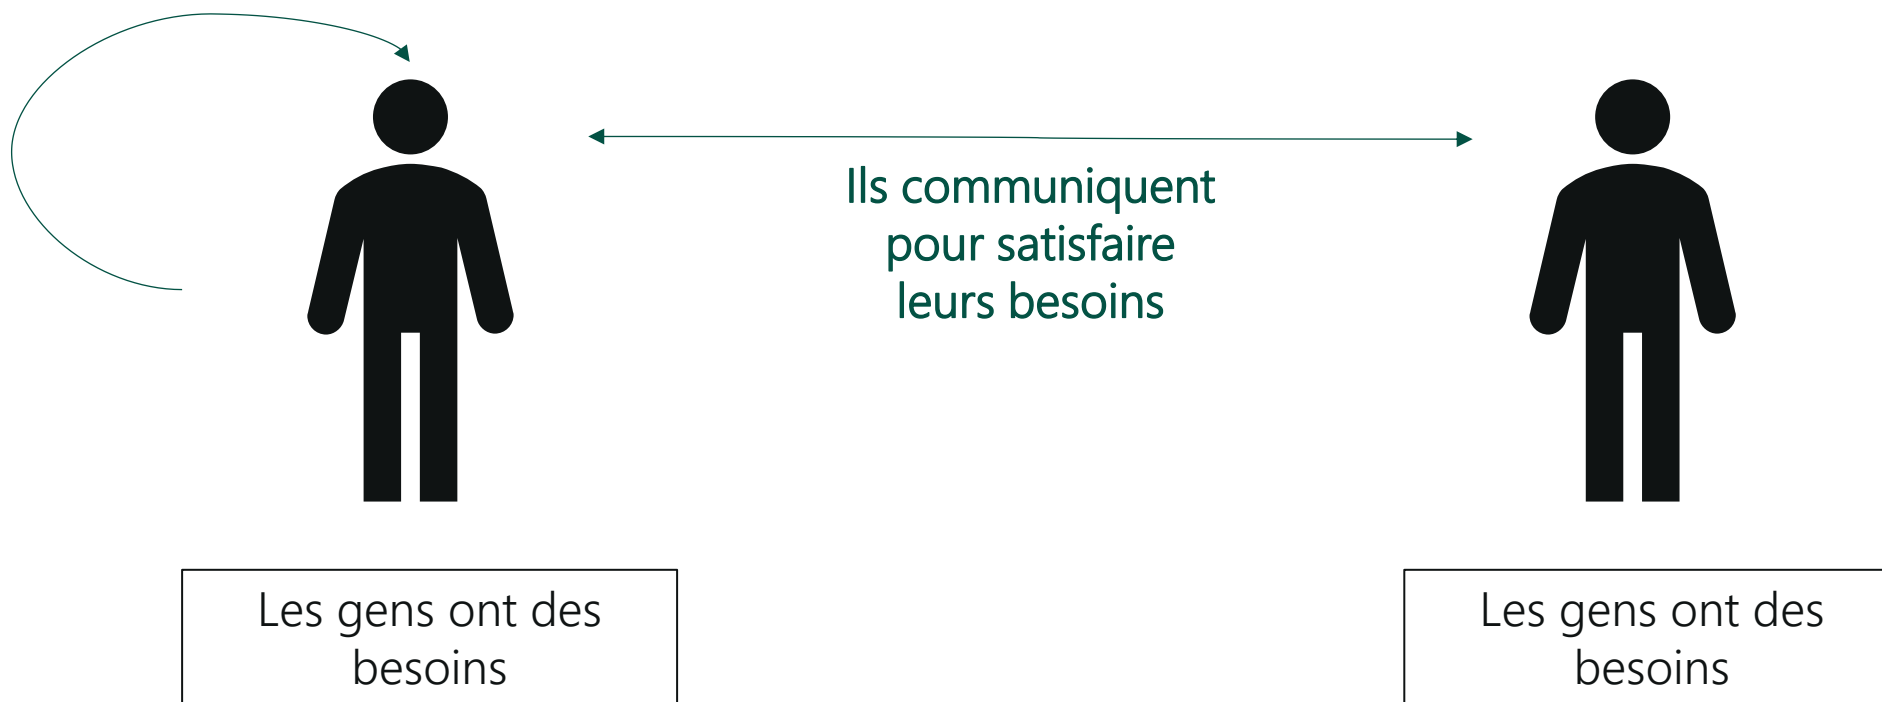 Ils communiquent
pour satisfaire
leurs besoins
Les gens ont des
besoins
Les gens ont des
besoins